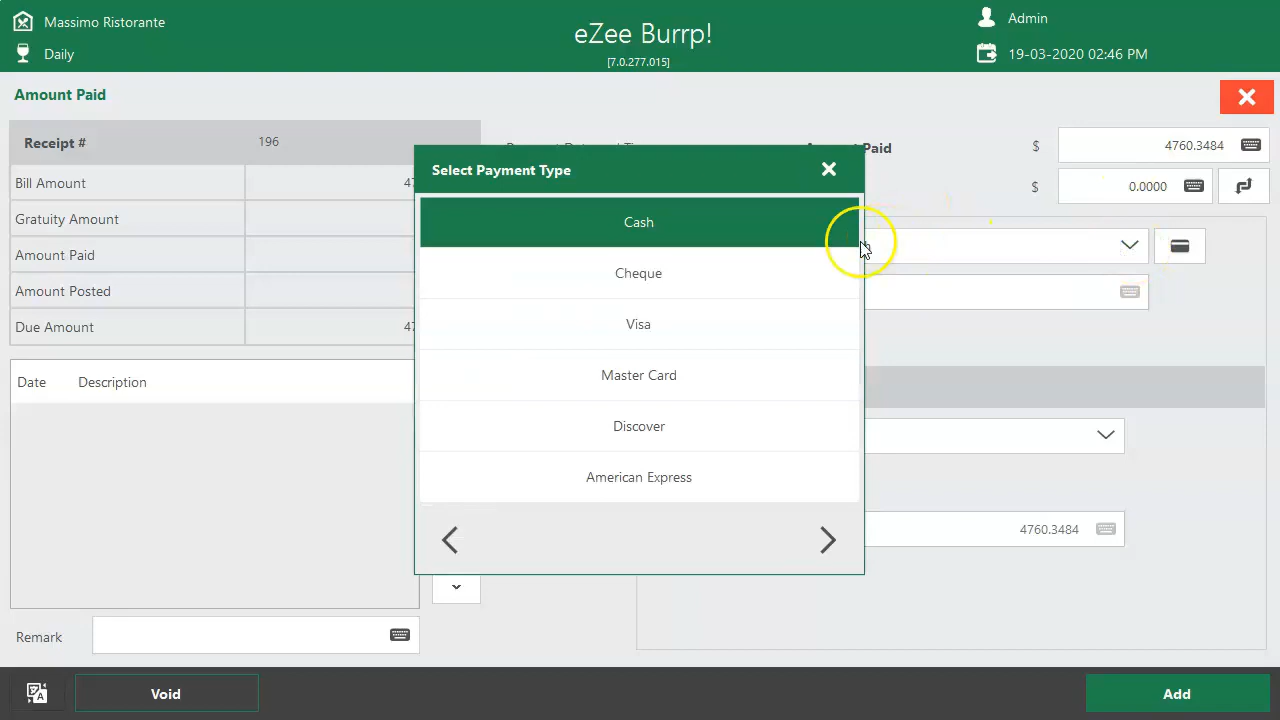 Massimo Ristorante
Daily
eZee Burrp!
[7.0.277.015]
Admin
19-03-2020 02:46 PM
Amount Paid
Receipt #
196
Bill Amount
47
Gratuity Amount
Amount Paid
Amount Posted
Due Amount
47
Paid
$ 4760.3484
$ 0.0000
Select Payment Type
Cash
Cheque
Visa
Master Card
Discover
American Express
4760.3484
Date Description
Remark
Void
Add